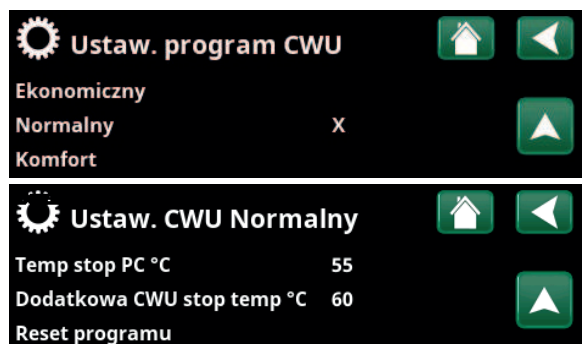 Ustaw. program CWU
Ekonomiczny
Normalny X
Komfort
Ustaw. CWU Normalny
Temp stop PC °C 55
Dodatkowa CWU stop temp °C 60
Reset programu